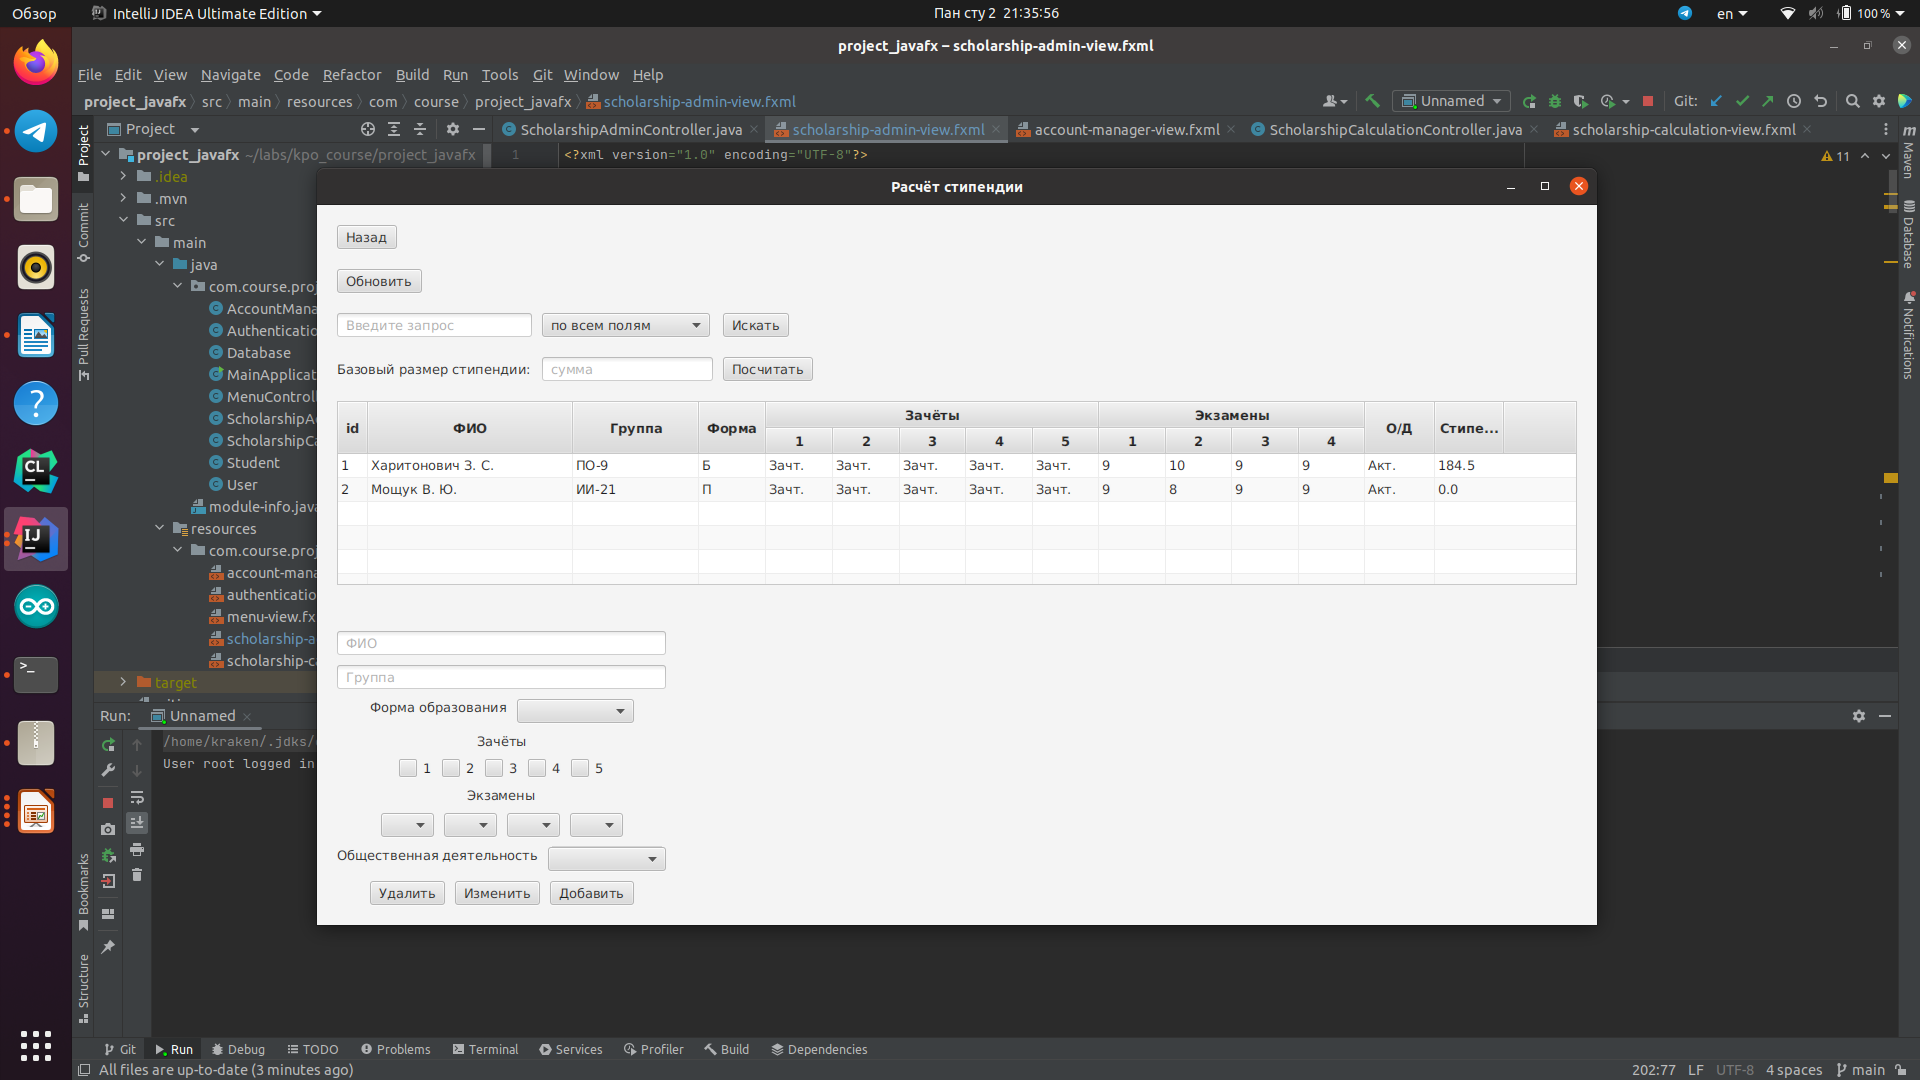 Обзор
IntelliJ IDEA Ultimate Edition
Пан сту 2 21:35:56
en
100 %
project_javafx – scholarship-admin-view.fxml
File Edit View Navigate Code Refactor Build Run Tools Git Window Help
project_javafx src main resources com course project_javafx scholarship-admin-view.fxml
Unnamed
Git:
Project
ScholarshipAdminController.java
scholarship-admin-view.fxml
account-manager-view.fxml
ScholarshipCalculationController.java
scholarship-calculation-view.fxml
project_javafx ~/labs/kpo_course/project_javafx
1 <?xml version="1.0" encoding="UTF-8"?>
11
.idea
.mvn
src
main
java
com.course.proj
AccountMana
Authenticatio
Database
MainApplicat
MenuControll
ScholarshipA
ScholarshipC
Student
User
module-info.java
resources
com.course.proj
account-mana
authenticatio
menu-view.fx
scholarship-a
scholarship-ca
target
Project
Commit
Pull Requests
Bookmarks
Structure
Maven
Database
Notifications
Расчёт стипендии
Назад
Обновить
Введите запрос по всем полям Искать
Базовый размер стипендии: сумма Посчитать
id ФИО Группа Форма Зачёты Экзамены О/Д Стипе...
1 2 3 4 5 1 2 3 4
1 Харитонович З. С. ПО-9 Б Зачт. Зачт. Зачт. Зачт. Зачт. 9 10 9 9 Акт. 184.5
2 Мощук В. Ю. ИИ-21 П Зачт. Зачт. Зачт. Зачт. Зачт. 9 8 9 9 Акт. 0.0
ФИО
Группа
Форма образования
Зачёты
1 2 3 4 5
Экзамены
Общественная деятельность
Удалить Изменить Добавить
Run: Unnamed
/home/kraken/.jdks/
User root logged in
Git Run Debug TODO Problems Terminal Services Profiler Build Dependencies
All files are up-to-date (3 minutes ago)
202:77 LF UTF-8 4 spaces main